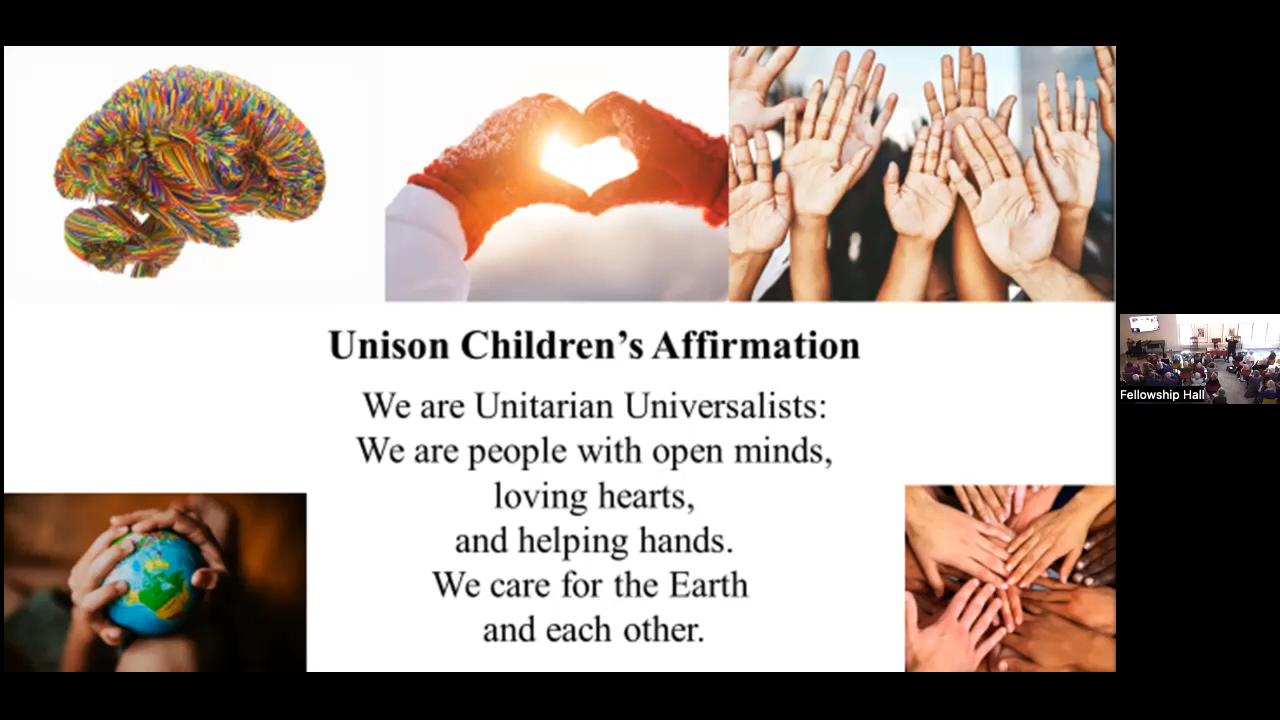 Unison Children’s Affirmation
We are Unitarian Universalists:
We are people with open minds,
loving hearts,
and helping hands.
We care for the Earth
and each other.
Fellowship Hall